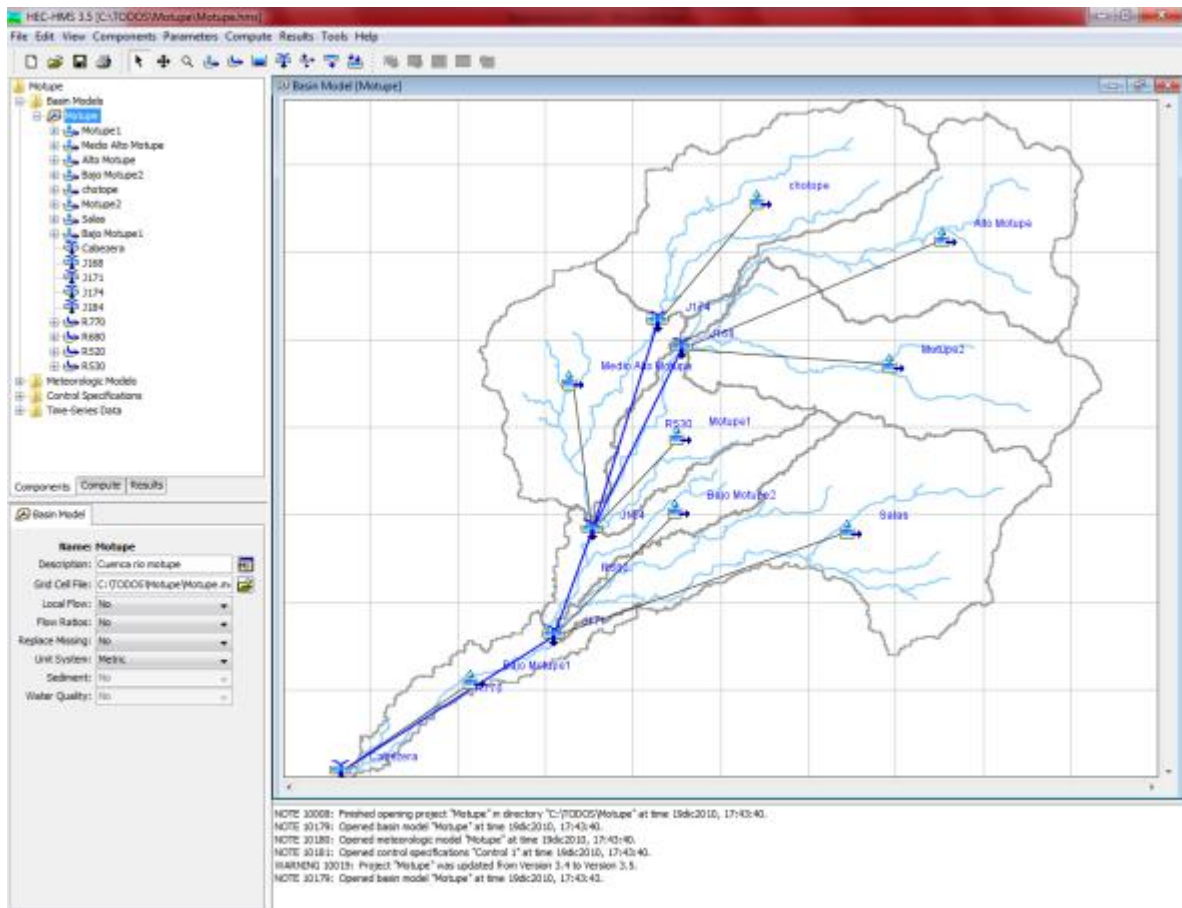 HEC-HMS 3.5 [C:\TODOS\Motupe\Motupe.hms]
File Edit View Components Parameters Compute Results Tools Help
Motupe
Basin Models
Motupe
Motupe1
Medio Alto Motupe
Alto Motupe
Bajo Motupe2
chotope
Motupe2
Salas
Bajo Motupe1
Cabezera
J168
J171
J174
J184
R770
R680
R520
R530
Meteorologic Models
Control Specifications
Time-Series Data
Components Compute Results
Basin Model
Name: Motupe
Description: Cuenca rio motupe
Grid Cell File: C:\TODOS\Motupe\Motupe.m
Local Flow: No
Flow Ratios: No
Replace Missing: No
Unit System: Metric
Sediment: No
Water Quality: No
Basin Model [Motupe]
chotope
Alto Motupe
J174
J168
Motupe2
Medio Alto Motupe
R530
Motupe1
Bajo Motupe2
J184
Salas
R680
J171
Bajo Motupe1
R770
Cabezera
NOTE 10008: Finished opening project "Motupe" in directory "C:\TODOS\Motupe" at time 19dic2010, 17:43:40.
NOTE 10179: Opened basin model "Motupe" at time 19dic2010, 17:43:40.
NOTE 10180: Opened meteorologic model "Motupe" at time 19dic2010, 17:43:40.
NOTE 10181: Opened control specifications "Control 1" at time 19dic2010, 17:43:40.
WARNING 10019: Project "Motupe" was updated from Version 3.4 to Version 3.5.
NOTE 10179: Opened basin model "Motupe" at time 19dic2010, 17:43:43.